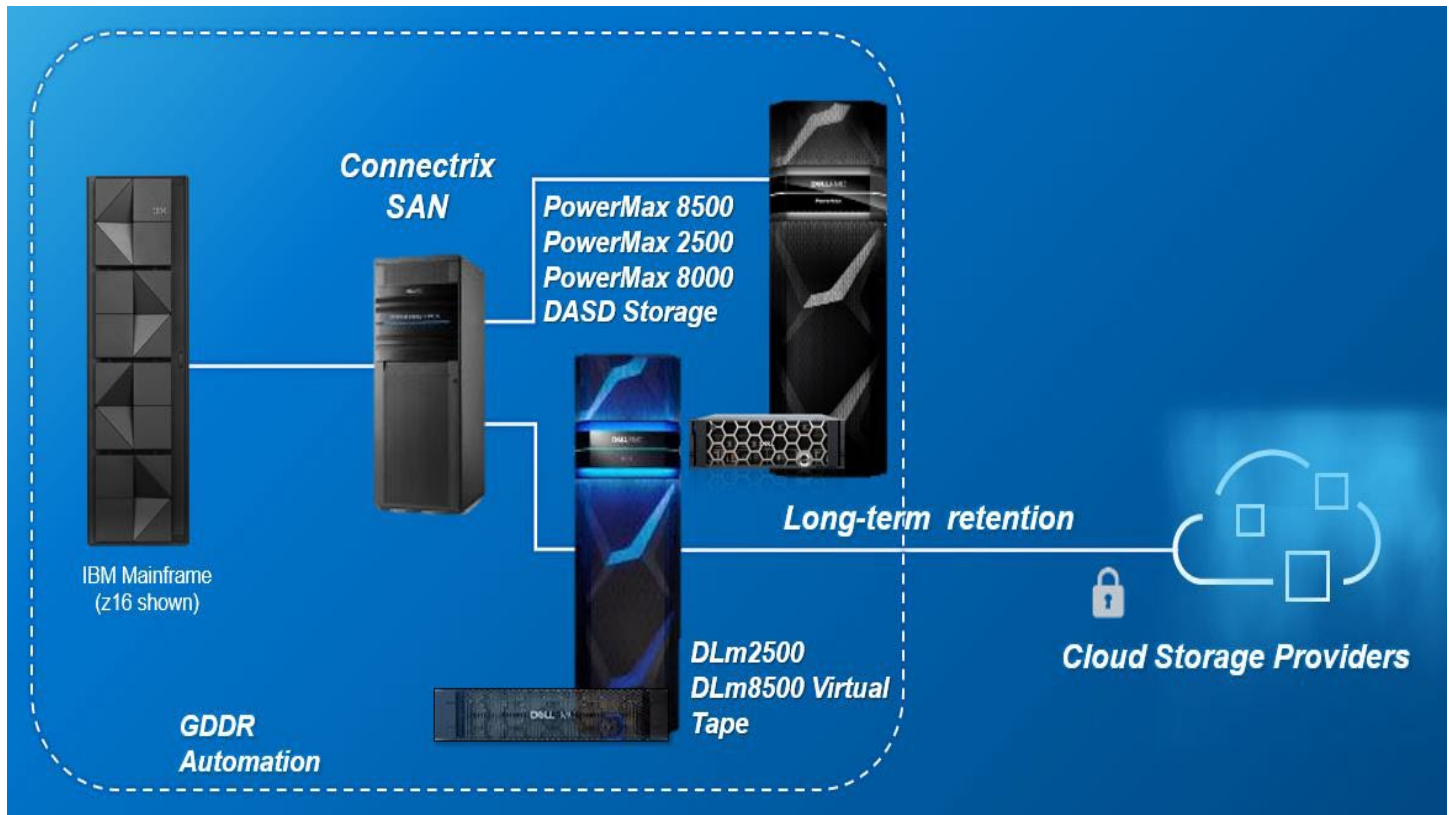 Connectrix
SAN
PowerMax 8500
PowerMax 2500
PowerMax 8000
DASD Storage
IBM Mainframe
(z16 shown)
Long-term retention
Cloud Storage Providers
DLm2500
DLm8500 Virtual
Tape
GDDR
Automation